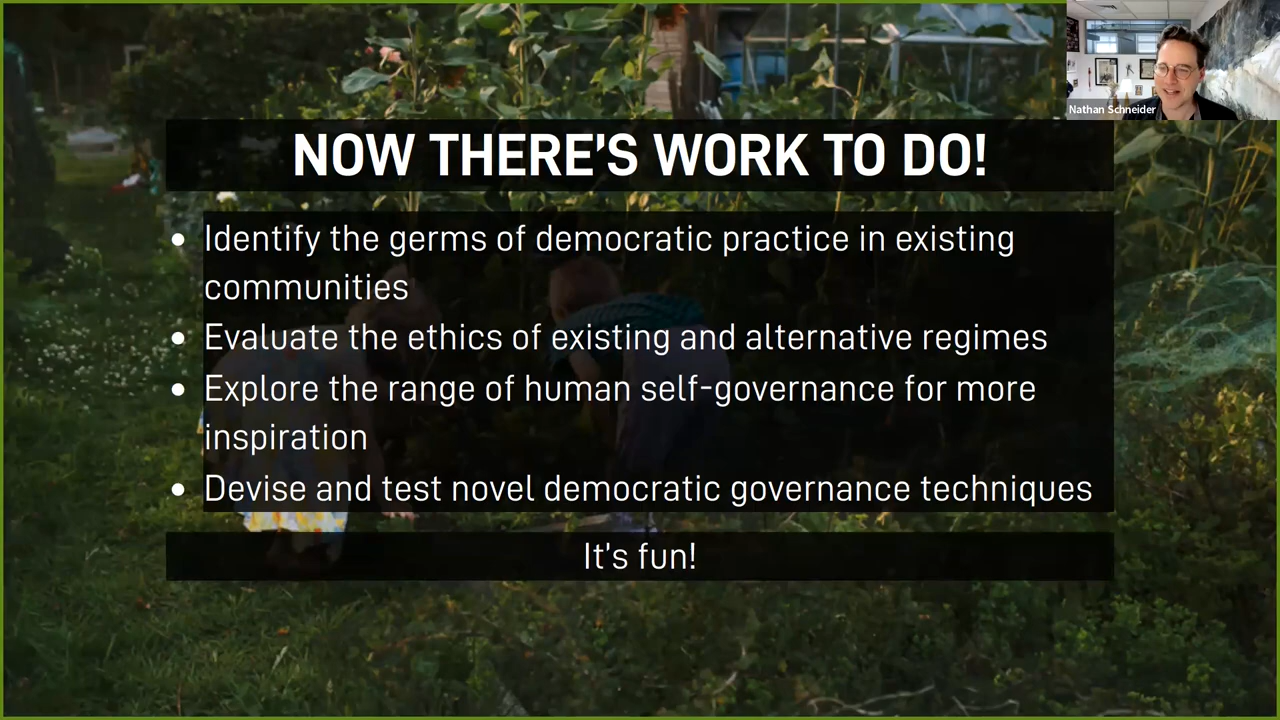 Nathan Schneider
NOW THERE'S WORK TO DO!
• Identify the germs of democratic practice in existing
communities
• Evaluate the ethics of existing and alternative regimes
• Explore the range of human self-governance for more
inspiration
• Devise and test novel democratic governance techniques
It's fun!